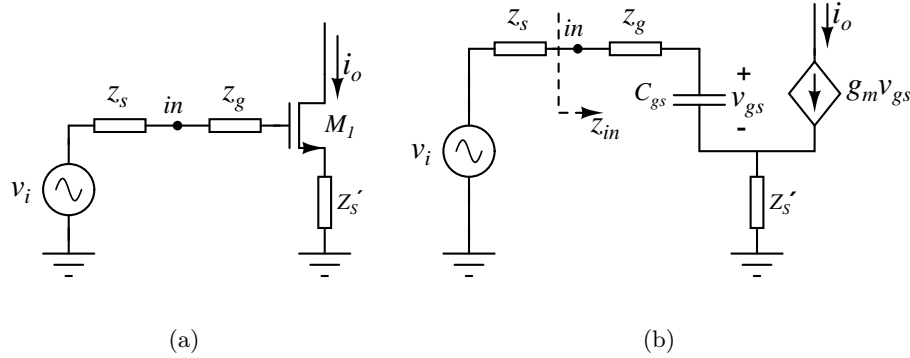 z_s in z_g
i_o
M_1
v_i
Z_s´
(a)
z_s in z_g
i_o
C_gs + v_gs -
g_m v_gs
z_in
v_i
Z_s´
(b)